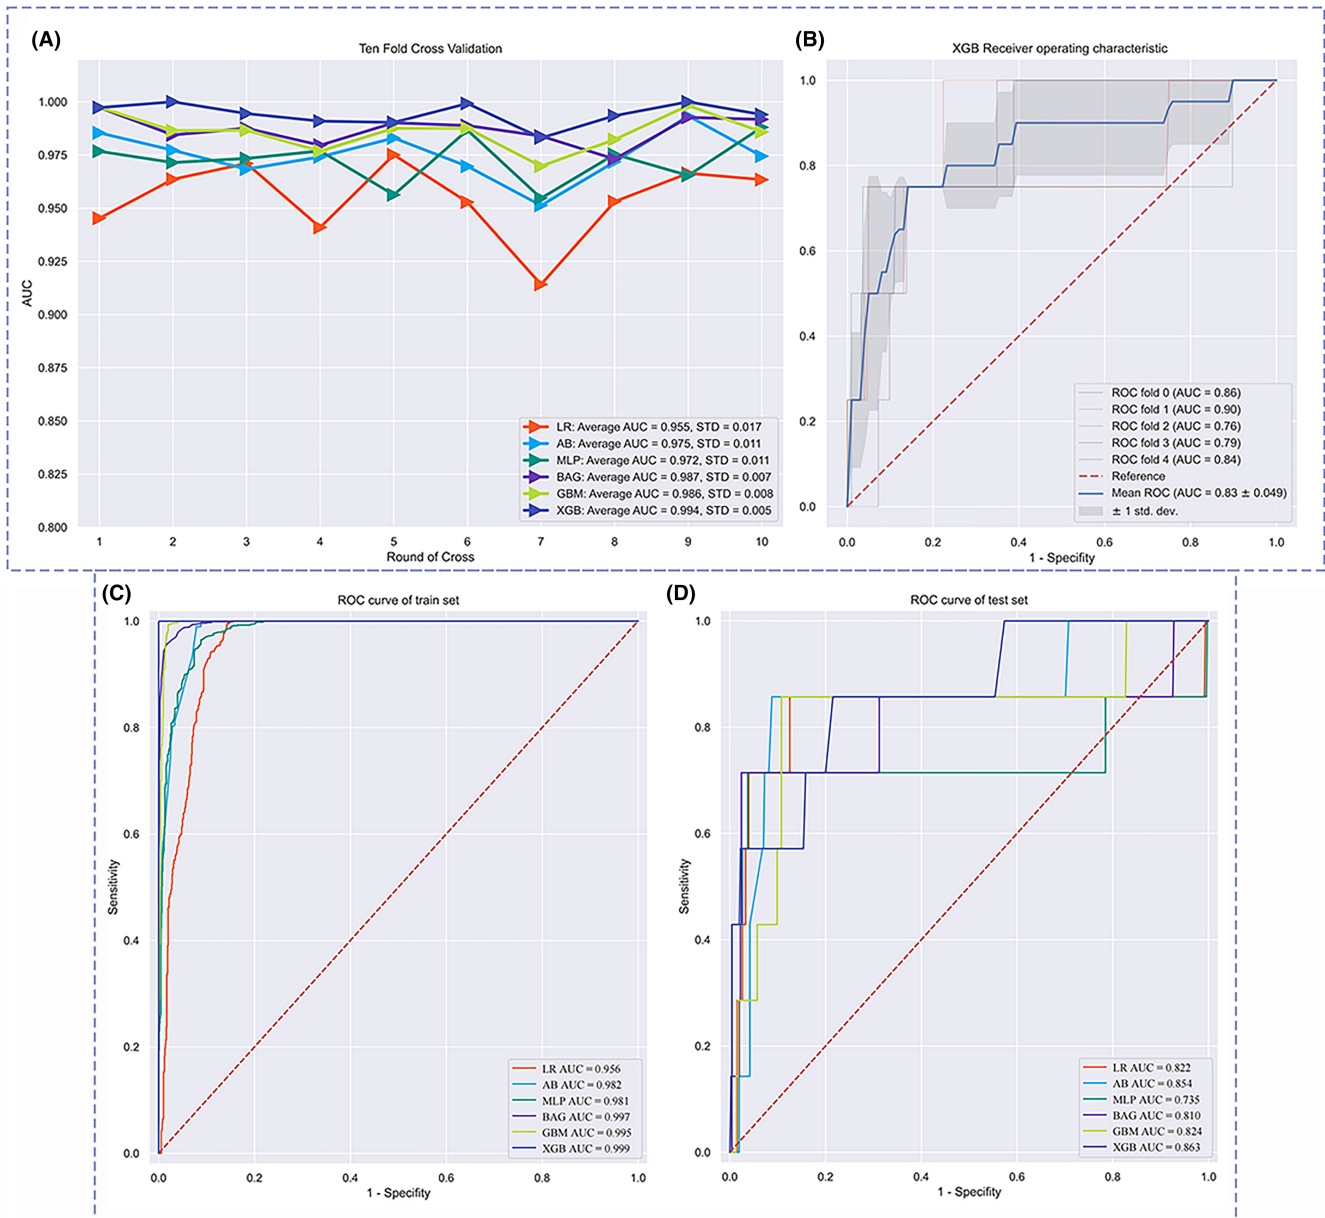 (A)
Ten Fold Cross Validation
1.000
0.975
0.950
0.925
0.900
0.875
0.850
0.825
0.800
AUC
1 2 3 4 5 6 7 8 9 10
Round of Cross
LR: Average AUC = 0.955, STD = 0.017
AB: Average AUC = 0.975, STD = 0.011
MLP: Average AUC = 0.972, STD = 0.011
BAG: Average AUC = 0.987, STD = 0.007
GBM: Average AUC = 0.986, STD = 0.008
XGB: Average AUC = 0.994, STD = 0.005
(B)
XGB Receiver operating characteristic
1.0
0.8
0.6
0.4
0.2
0.0
0.0 0.2 0.4 0.6 0.8 1.0
1 - Specifity
ROC fold 0 (AUC = 0.86)
ROC fold 1 (AUC = 0.90)
ROC fold 2 (AUC = 0.76)
ROC fold 3 (AUC = 0.79)
ROC fold 4 (AUC = 0.84)
Reference
Mean ROC (AUC = 0.83 ± 0.049)
± 1 std. dev.
(C)
ROC curve of train set
1.0
0.8
0.6
0.4
0.2
0.0
Sensitivity
0.0 0.2 0.4 0.6 0.8 1.0
1 - Specifity
LR AUC = 0.956
AB AUC = 0.982
MLP AUC = 0.981
BAG AUC = 0.997
GBM AUC = 0.995
XGB AUC = 0.999
(D)
ROC curve of test set
1.0
0.8
0.6
0.4
0.2
0.0
Sensitivity
0.0 0.2 0.4 0.6 0.8 1.0
1 - Specifity
LR AUC = 0.822
AB AUC = 0.854
MLP AUC = 0.735
BAG AUC = 0.810
GBM AUC = 0.824
XGB AUC = 0.863